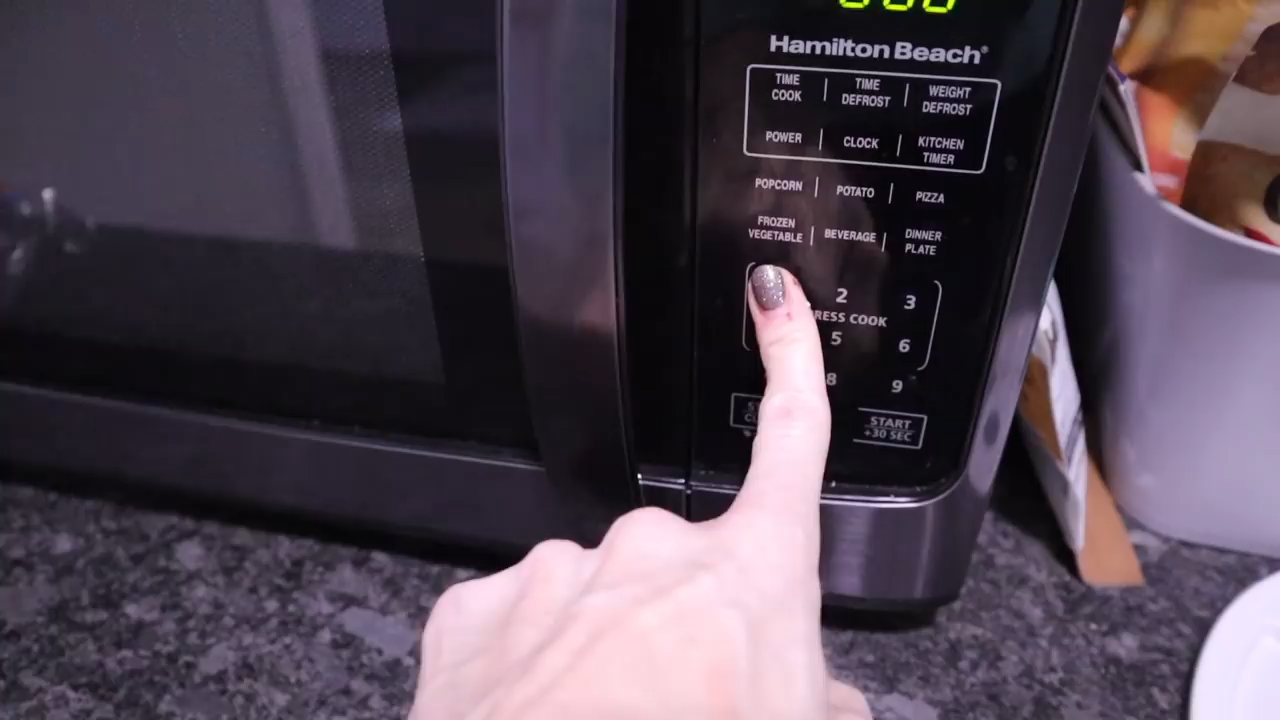 Hamilton Beach®
TIME COOK | TIME DEFROST | WEIGHT DEFROST
POWER | CLOCK | KITCHEN TIMER
POPCORN | POTATO | PIZZA
FROZEN VEGETABLE | BEVERAGE | DINNER PLATE
2 3
RESS COOK
5 6
8 9
START
+30 SEC